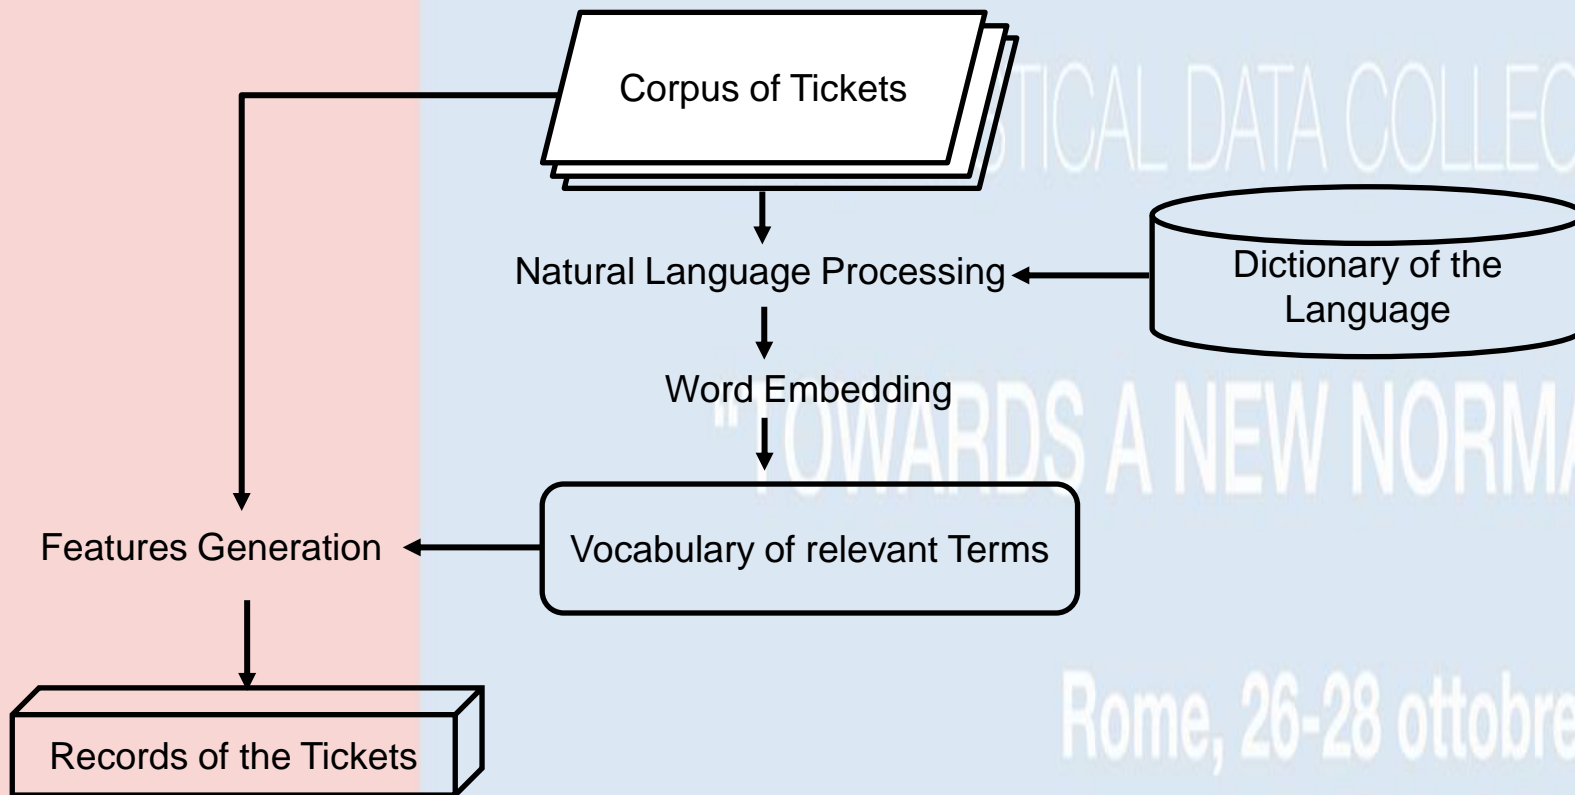 Corpus of Tickets
TICAL DATA COLLEC
Natural Language Processing
Dictionary of the
Language
Word Embedding
"TOWARDS A NEW NORMA
Features Generation
Vocabulary of relevant Terms
Rome, 26-28 ottobre
Records of the Tickets